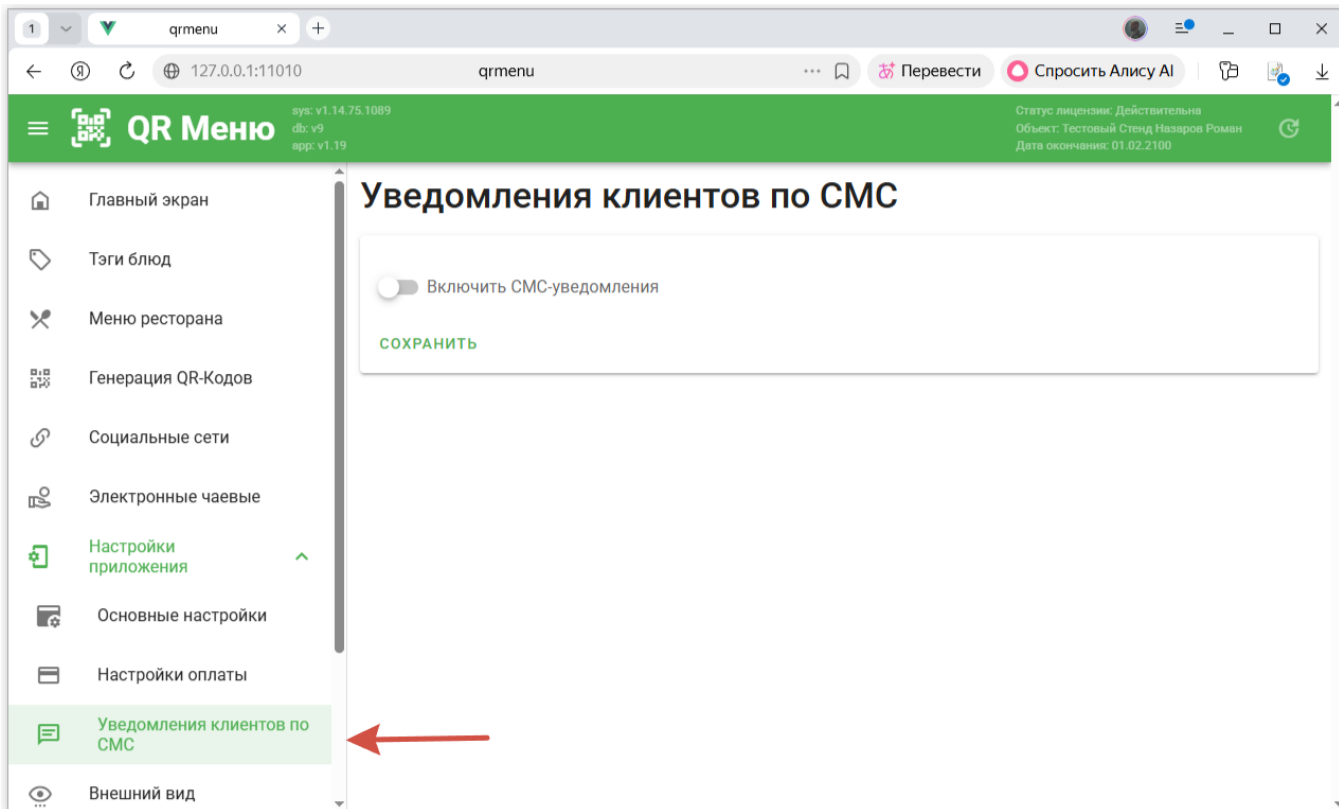 1
qrmenu
127.0.0.1:11010
qrmenu
Перевести
Спросить Алису AI
QR Меню
sys: v1.14.75.1089
db: v9
app: v1.19
Статус лицензии: Действительна
Объект: Тестовый Стенд Назаров Роман
Дата окончания: 01.02.2100
Главный экран
Тэги блюд
Меню ресторана
Генерация QR-Кодов
Социальные сети
Электронные чаевые
Настройки
приложения
Основные настройки
Настройки оплаты
Уведомления клиентов по
СМС
Внешний вид
Уведомления клиентов по СМС
Включить СМС-уведомления
СОХРАНИТЬ